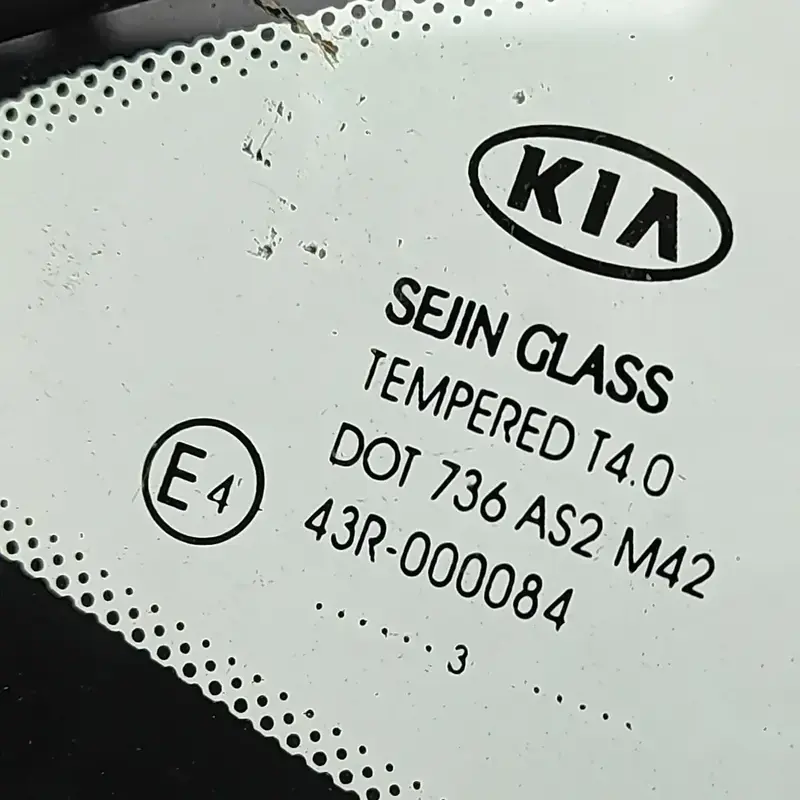 KIA
SEJIN GLASS
TEMPERED T4.0
DOT 736 AS2 M42
E4
43R-000084
...... 3 .....